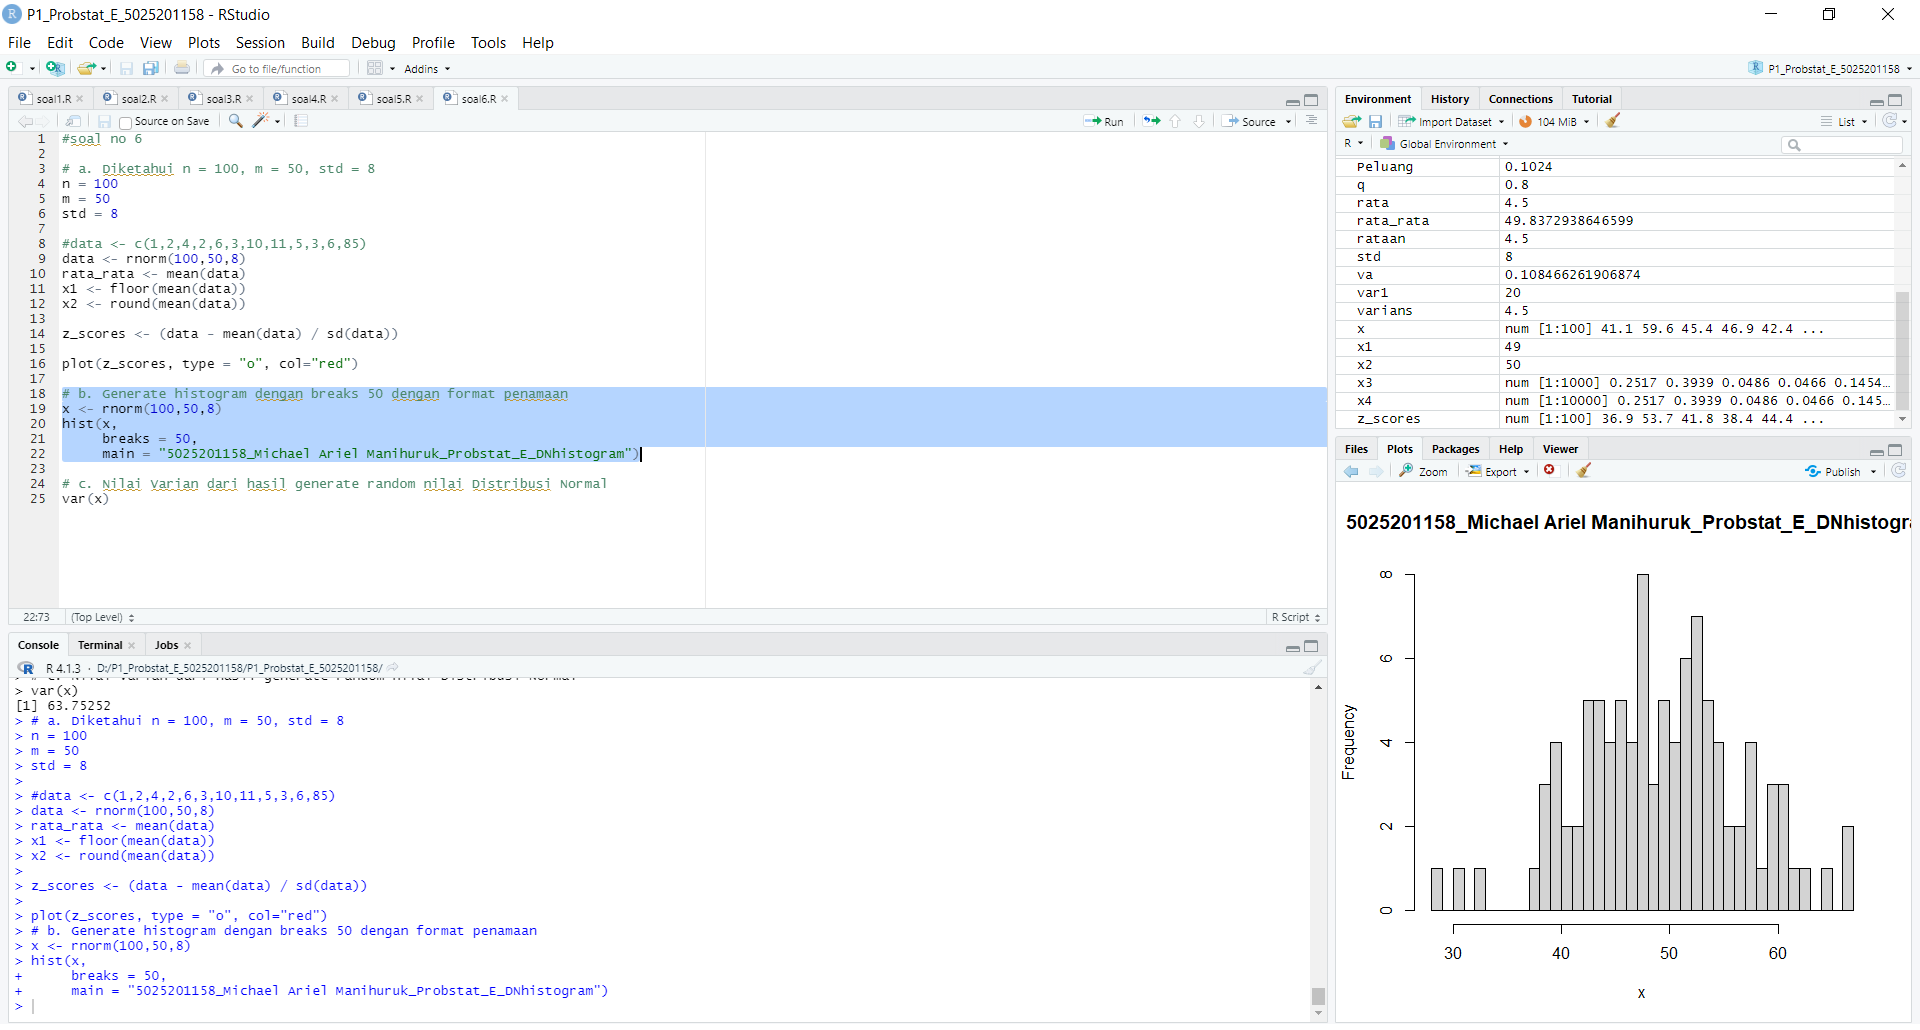 P1_Probstat_E_5025201158 - RStudio
File Edit Code View Plots Session Build Debug Profile Tools Help
Go to file/function
Addins
P1_Probstat_E_5025201158
soal1.R soal2.R soal3.R soal4.R soal5.R soal6.R
Source on Save
Run
Source
1 #soal no 6
2
3 # a. Diketahui n = 100, m = 50, std = 8
4 n = 100
5 m = 50
6 std = 8
7
8 #data <- c(1,2,4,2,6,3,10,11,5,3,6,85)
9 data <- rnorm(100,50,8)
10 rata_rata <- mean(data)
11 x1 <- floor(mean(data))
12 x2 <- round(mean(data))
13
14 z_scores <- (data - mean(data) / sd(data))
15
16 plot(z_scores, type = "o", col="red")
17
18 # b. Generate histogram dengan breaks 50 dengan format penamaan
19 x <- rnorm(100,50,8)
20 hist(x,
21 breaks = 50,
22 main = "5025201158_Michael Ariel Manihuruk_Probstat_E_DNhistogram")
23
24 # c. Nilai Varian dari hasil generate random nilai Distribusi Normal
25 var(x)
22:73 (Top Level)
R Script
Console Terminal Jobs
R 4.1.3 · D:/P1_Probstat_E_5025201158/P1_Probstat_E_5025201158/
> # c. Nilai Varian dari hasil generate random nilai Distribusi Normal
> var(x)
[1] 63.75252
> # a. Diketahui n = 100, m = 50, std = 8
> n = 100
> m = 50
> std = 8
>
> #data <- c(1,2,4,2,6,3,10,11,5,3,6,85)
> data <- rnorm(100,50,8)
> rata_rata <- mean(data)
> x1 <- floor(mean(data))
> x2 <- round(mean(data))
>
> z_scores <- (data - mean(data) / sd(data))
>
> plot(z_scores, type = "o", col="red")
> # b. Generate histogram dengan breaks 50 dengan format penamaan
> x <- rnorm(100,50,8)
> hist(x,
+ breaks = 50,
+ main = "5025201158_Michael Ariel Manihuruk_Probstat_E_DNhistogram")
>
Environment History Connections Tutorial
Import Dataset
104 MiB
List
R
Global Environment
Peluang 0.1024
q 0.8
rata 4.5
rata_rata 49.8372938646599
rataan 4.5
std 8
va 0.108466261906874
var1 20
varians 4.5
x num [1:100] 41.1 59.6 45.4 46.9 42.4 ...
x1 49
x2 50
x3 num [1:1000] 0.2517 0.3939 0.0486 0.0466 0.1454…
x4 num [1:10000] 0.2517 0.3939 0.0486 0.0466 0.145…
z_scores num [1:100] 36.9 53.7 41.8 38.4 44.4 ...
Files Plots Packages Help Viewer
Zoom
Export
Publish
5025201158_Michael Ariel Manihuruk_Probstat_E_DNhistogra
Frequency
8
6
4
2
0
30 40 50 60
x